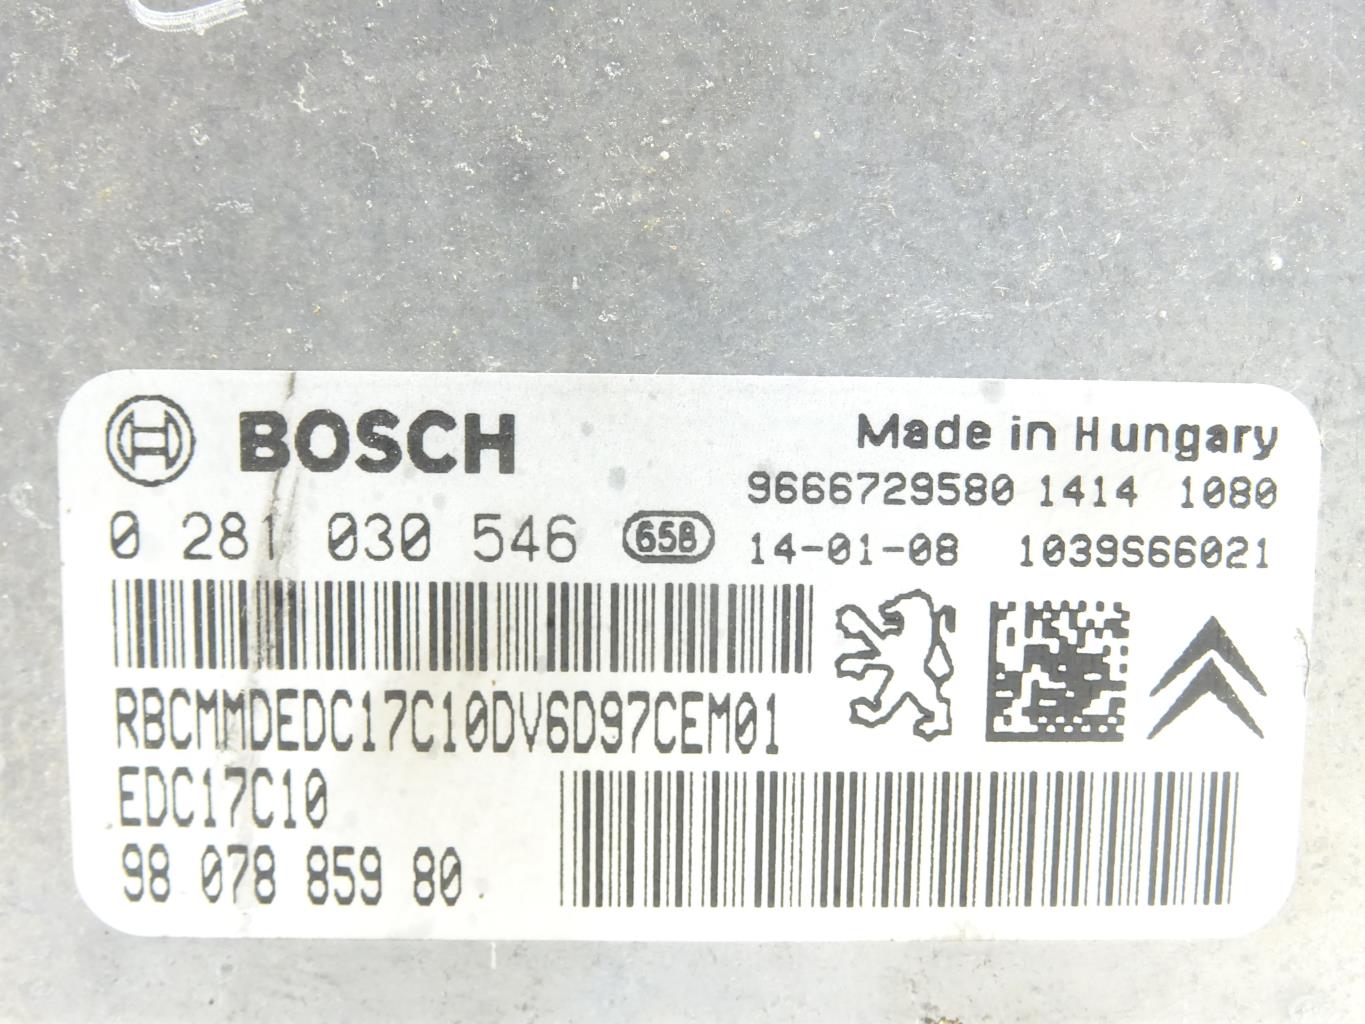 BOSCH
Made in Hungary
9666729580 1414 1080
0 281 030 546 65B 14-01-08 1039S66021
RBCMMDEDC17C10DV6D97CEM01
EDC17C10
98 078 859 80